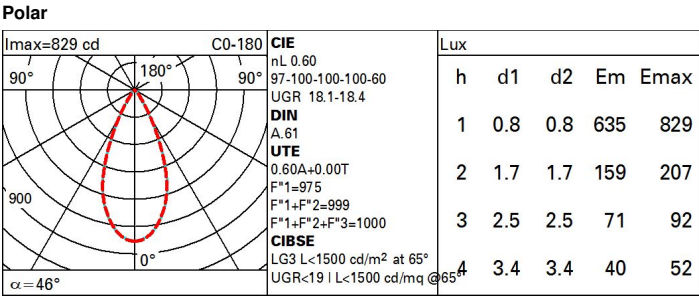 Polar
Imax=829 cd C0-180
90° 180° 90°
900
0°
α=46°
CIE
nL 0.60
97-100-100-100-60
UGR 18.1-18.4
DIN
A.61
UTE
0.60A+0.00T
F"1=975
F"1+F"2=999
F"1+F"2+F"3=1000
CIBSE
LG3 L<1500 cd/m² at 65°
UGR<19 | L<1500 cd/mq @65°
Lux
h d1 d2 Em Emax
1 0.8 0.8 635 829
2 1.7 1.7 159 207
3 2.5 2.5 71 92
4 3.4 3.4 40 52